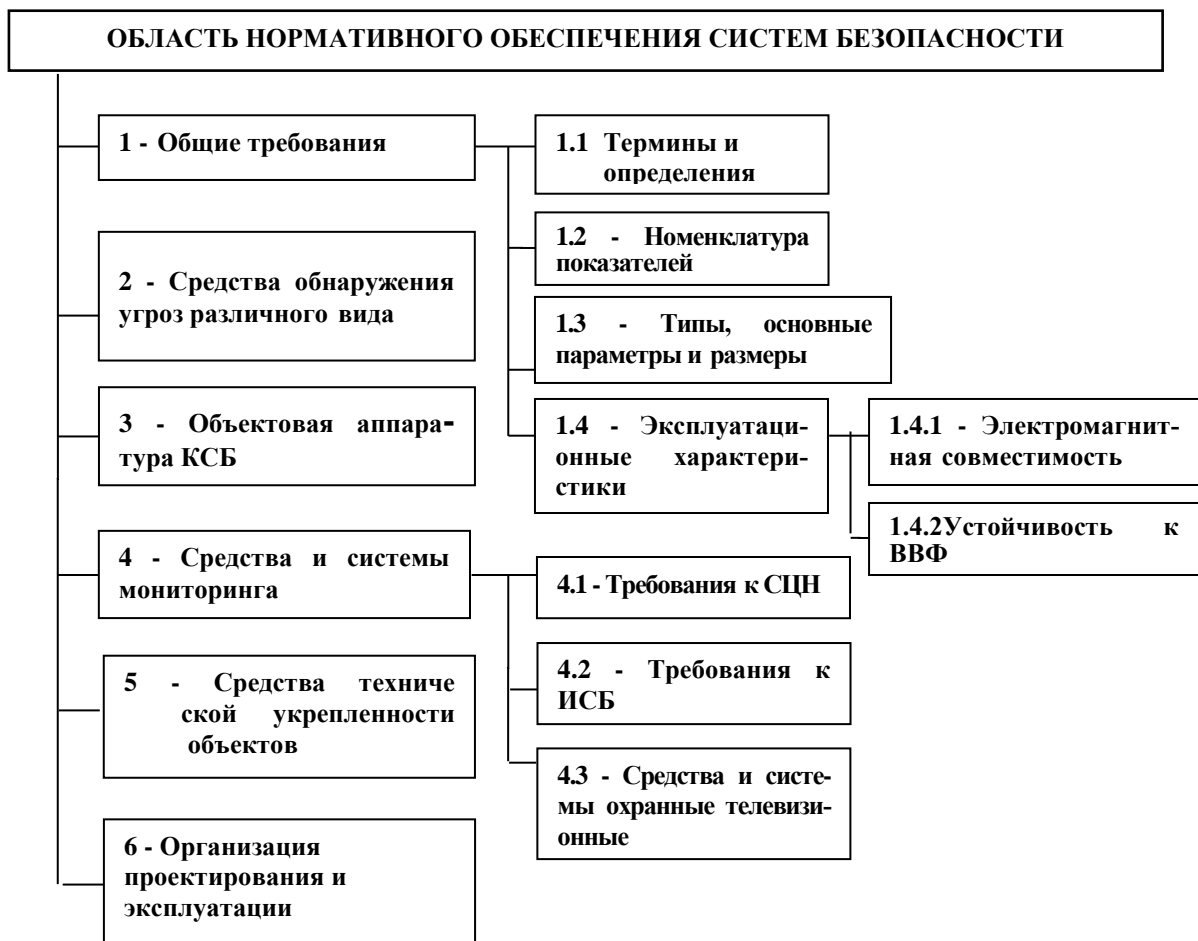 ОБЛАСТЬ НОРМАТИВНОГО ОБЕСПЕЧЕНИЯ СИСТЕМ БЕЗОПАСНОСТИ
1 - Общие требования
1.1 Термины и
определения
1.2 - Номенклатура
показателей
2 - Средства обнаружения
угроз различного вида
1.3 - Типы, основные
параметры и размеры
3 - Объектовая аппара-
тура КСБ
1.4 - Эксплуатаци-
онные характери-
стики
1.4.1 - Электромагнит-
ная совместимость
1.4.2Устойчивость к
ВВФ
4 - Средства и системы
мониторинга
4.1 - Требования к СЦН
4.2 - Требования к
ИСБ
4.3 - Средства и систе-
мы охранные телевизи-
онные
5 - Средства техниче
ской укрепленности
объектов
6 - Организация
проектирования и
эксплуатации